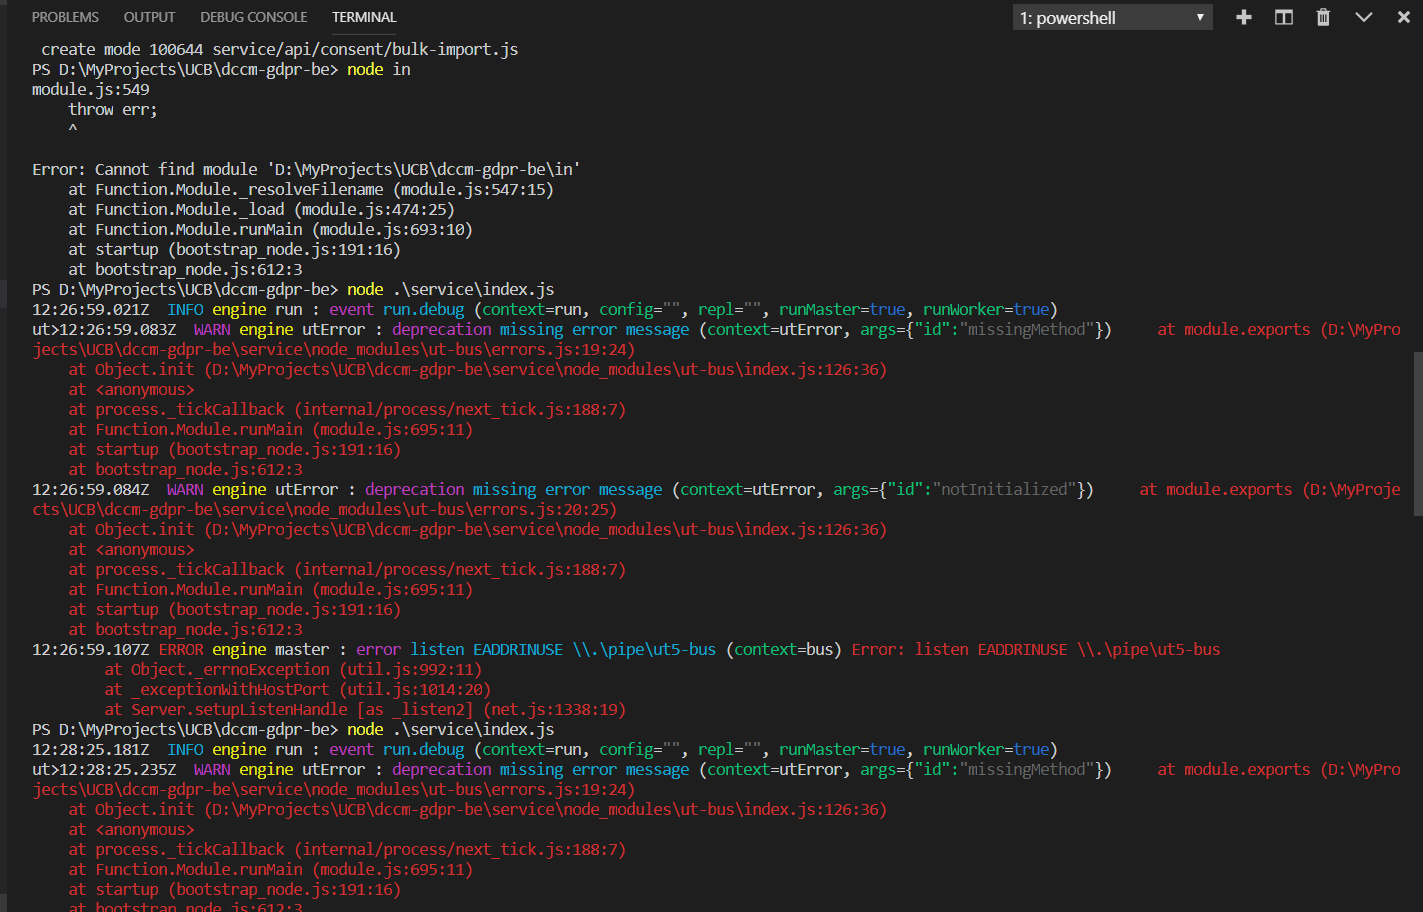 PROBLEMS OUTPUT DEBUG CONSOLE TERMINAL 1: powershell
create mode 100644 service/api/consent/bulk-import.js
PS D:\MyProjects\UCB\dccm-gdpr-be> node in
module.js:549
    throw err;
    ^
Error: Cannot find module 'D:\MyProjects\UCB\dccm-gdpr-be\in'
    at Function.Module._resolveFilename (module.js:547:15)
    at Function.Module._load (module.js:474:25)
    at Function.Module.runMain (module.js:693:10)
    at startup (bootstrap_node.js:191:16)
    at bootstrap_node.js:612:3
PS D:\MyProjects\UCB\dccm-gdpr-be> node .\service\index.js
12:26:59.021Z  INFO engine run : event run.debug (context=run, config="", repl="", runMaster=true, runWorker=true)
ut>12:26:59.083Z  WARN engine utError : deprecation missing error message (context=utError, args={"id":"missingMethod"})     at module.exports (D:\MyPro
jects\UCB\dccm-gdpr-be\service\node_modules\ut-bus\errors.js:19:24)
    at Object.init (D:\MyProjects\UCB\dccm-gdpr-be\service\node_modules\ut-bus\index.js:126:36)
    at <anonymous>
    at process._tickCallback (internal/process/next_tick.js:188:7)
    at Function.Module.runMain (module.js:695:11)
    at startup (bootstrap_node.js:191:16)
    at bootstrap_node.js:612:3
12:26:59.084Z  WARN engine utError : deprecation missing error message (context=utError, args={"id":"notInitialized"})     at module.exports (D:\MyProje
cts\UCB\dccm-gdpr-be\service\node_modules\ut-bus\errors.js:20:25)
    at Object.init (D:\MyProjects\UCB\dccm-gdpr-be\service\node_modules\ut-bus\index.js:126:36)
    at <anonymous>
    at process._tickCallback (internal/process/next_tick.js:188:7)
    at Function.Module.runMain (module.js:695:11)
    at startup (bootstrap_node.js:191:16)
    at bootstrap_node.js:612:3
12:26:59.107Z ERROR engine master : error listen EADDRINUSE \\.\pipe\ut5-bus (context=bus) Error: listen EADDRINUSE \\.\pipe\ut5-bus
        at Object._errnoException (util.js:992:11)
        at _exceptionWithHostPort (util.js:1014:20)
        at Server.setupListenHandle [as _listen2] (net.js:1338:19)
PS D:\MyProjects\UCB\dccm-gdpr-be> node .\service\index.js
12:28:25.181Z  INFO engine run : event run.debug (context=run, config="", repl="", runMaster=true, runWorker=true)
ut>12:28:25.235Z  WARN engine utError : deprecation missing error message (context=utError, args={"id":"missingMethod"})     at module.exports (D:\MyPro
jects\UCB\dccm-gdpr-be\service\node_modules\ut-bus\errors.js:19:24)
    at Object.init (D:\MyProjects\UCB\dccm-gdpr-be\service\node_modules\ut-bus\index.js:126:36)
    at <anonymous>
    at process._tickCallback (internal/process/next_tick.js:188:7)
    at Function.Module.runMain (module.js:695:11)
    at startup (bootstrap_node.js:191:16)
    at bootstrap_node.js:612:3